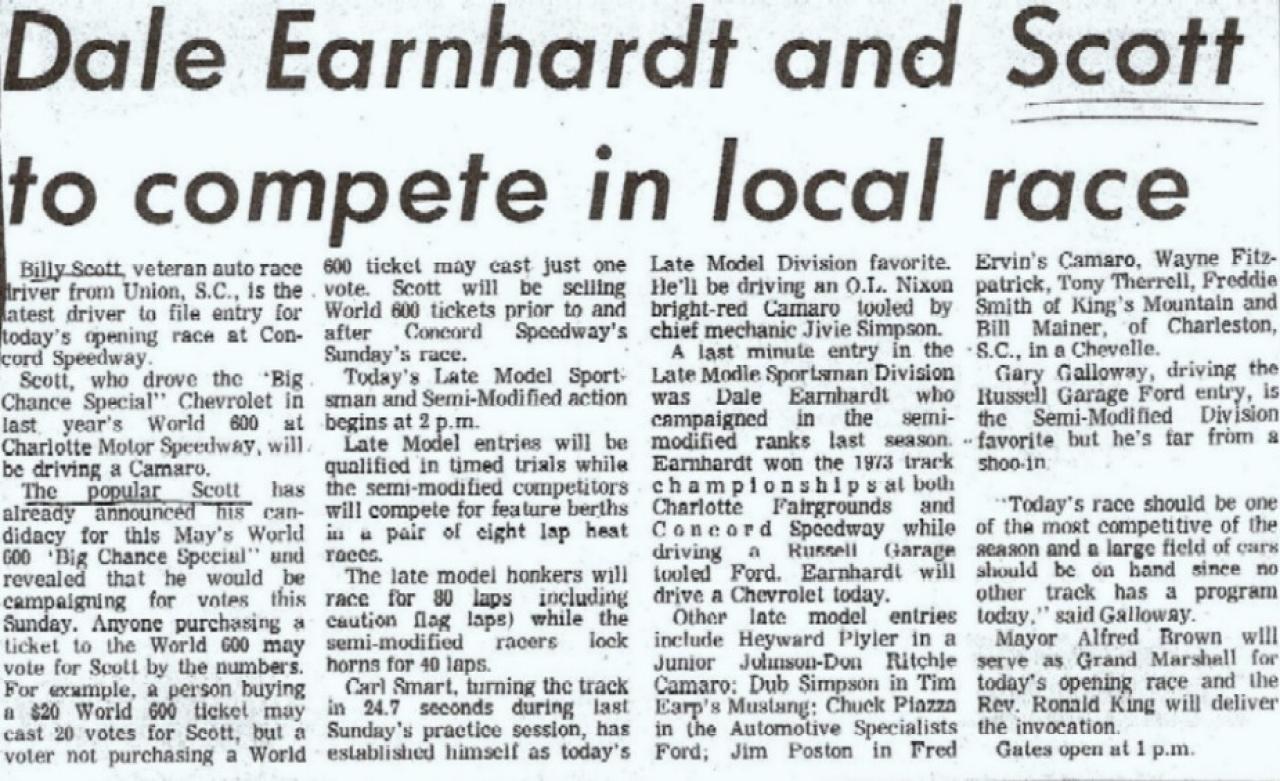 Dale Earnhardt and Scott
to compete in local race
Billy Scott, veteran auto race
driver from Union, S.C., is the
latest driver to file entry for
today's opening race at Con-
cord Speedway.
Scott, who drove the 'Big
Chance Special" Chevrolet in
last year's World 600 at
Charlotte Motor Speedway, will
be driving a Camaro.
The popular Scott has
already announced his can-
didacy for this May's World
600 'Big Chance Special" and
revealed that he would be
campaigning for votes this
Sunday. Anyone purchasing a
ticket to the World 600 may
vote for Scott by the numbers.
For example, a person buying
a $20 World 600 ticket may
cast 20 votes for Scott, but a
voter not purchasing a World
600 ticket may cast just one
vote. Scott will be selling
World 600 tickets prior to and
after Concord Speedway's
Sunday's race.
Today's Late Model Sport-
sman and Semi-Modified action
begins at 2 p.m.
Late Model entries will be
qualified in timed trials while
the semi-modified competitors
will compete for feature berths
in a pair of eight lap heat
races.
The late model honkers will
race for 80 laps including
caution flag laps) while the
semi-modified racers lock
horns for 40 laps.
Carl Smart, turning the track
in 24.7 seconds during last
Sunday's practice session, has
established himself as today's
Late Model Division favorite.
He'll be driving an O.L. Nixon
bright-red Camaro tooled by
chief mechanic Jivie Simpson.
A last minute entry in the
Late Modle Sportsman Division
was Dale Earnhardt who
campaigned in the semi-
modified ranks last season.
Earnhardt won the 1973 track
championships at both
Charlotte Fairgrounds and
Concord Speedway while
driving a Russell Garage
tooled Ford. Earnhardt will
drive a Chevrolet today.
Other late model entries
include Heyward Plyler in a
Junior Johnson-Don Ritchie
Camaro; Dub Simpson in Tim
Earp's Mustang; Chuck Piazza
in the Automotive Specialists
Ford; Jim Poston in Fred
Ervin's Camaro, Wayne Fitz-
patrick, Tony Therrell, Freddie
Smith of King's Mountain and
Bill Mainer, of Charleston,
S.C., in a Chevelle.
Gary Galloway, driving the
Russell Garage Ford entry, is
the Semi-Modified Division
favorite but he's far from a
shoo-in.
"Today's race should be one
of the most competitive of the
season and a large field of cars
should be on hand since no
other track has a program
today," said Galloway.
Mayor Alfred Brown will
serve as Grand Marshall for
today's opening race and the
Rev. Ronald King will deliver
the invocation.
Gates open at 1 p.m.